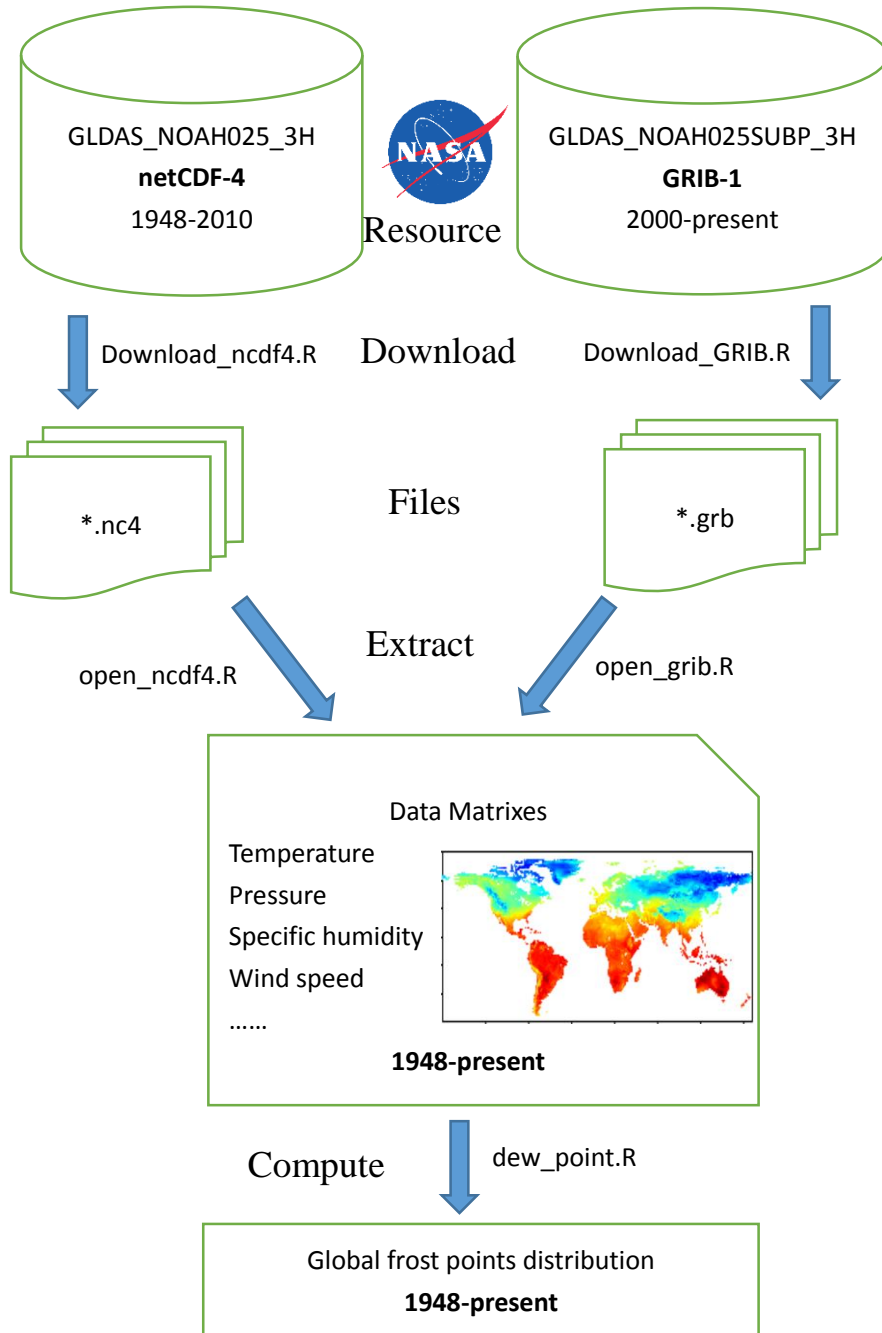 GLDAS_NOAH025_3H
netCDF-4
1948-2010
NASA
Resource
GLDAS_NOAH025SUBP_3H
GRIB-1
2000-present
Download_ncdf4.R
Download
Download_GRIB.R
*.nc4
Files
*.grb
Extract
open_ncdf4.R
open_grib.R
Data Matrixes
Temperature
Pressure
Specific humidity
Wind speed
……
1948-present
Compute
dew_point.R
Global frost points distribution
1948-present